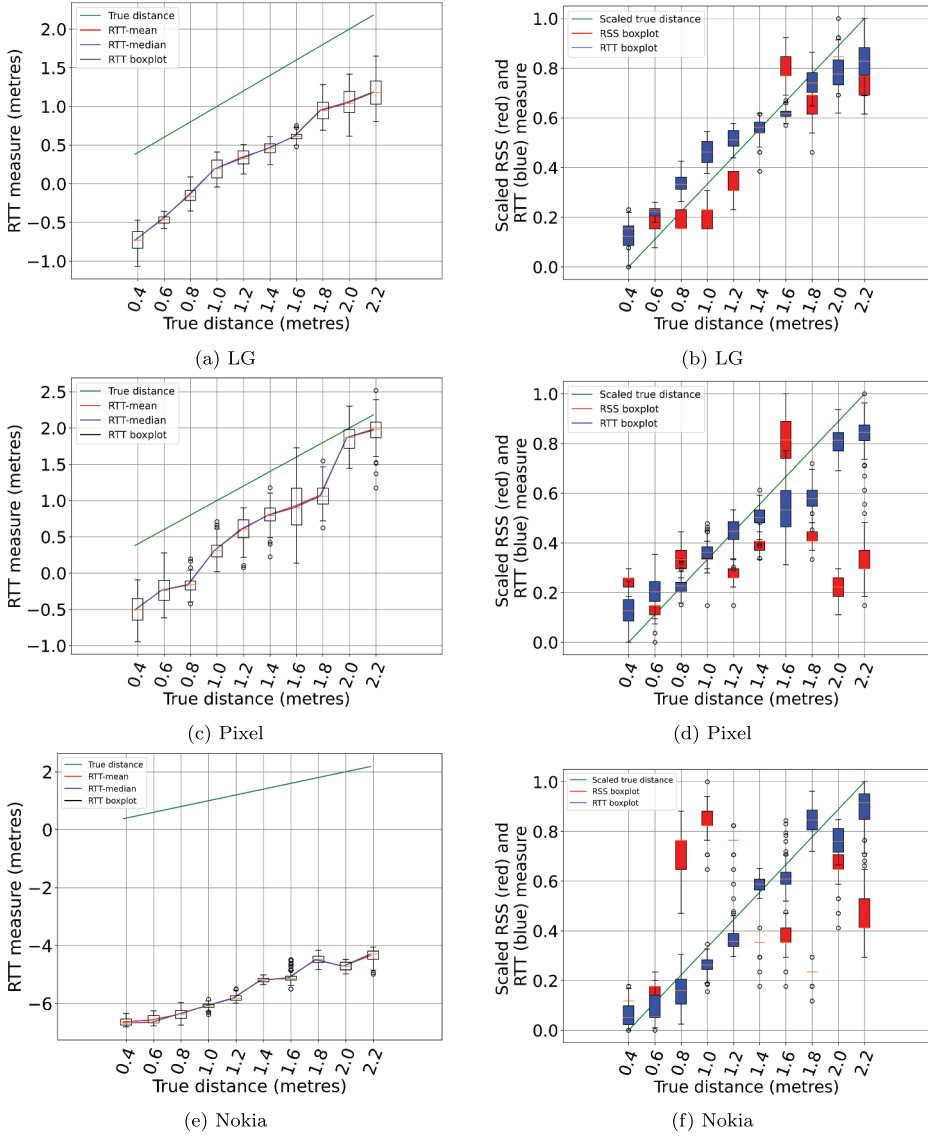 True distance
RTT-mean
RTT-median
RTT boxplot
RTT measure (metres)
2.0
1.5
1.0
0.5
0.0
−0.5
−1.0
0.4 0.6 0.8 1.0 1.2 1.4 1.6 1.8 2.0 2.2
True distance (metres)
(a) LG
Scaled true distance
RSS boxplot
RTT boxplot
Scaled RSS (red) and
RTT (blue) measure
1.0
0.8
0.6
0.4
0.2
0.0
0.4 0.6 0.8 1.0 1.2 1.4 1.6 1.8 2.0 2.2
True distance (metres)
(b) LG
True distance
RTT-mean
RTT-median
RTT boxplot
RTT measure (metres)
2.5
2.0
1.5
1.0
0.5
0.0
−0.5
−1.0
0.4 0.6 0.8 1.0 1.2 1.4 1.6 1.8 2.0 2.2
True distance (metres)
(c) Pixel
Scaled true distance
RSS boxplot
RTT boxplot
Scaled RSS (red) and
RTT (blue) measure
1.0
0.8
0.6
0.4
0.2
0.0
0.4 0.6 0.8 1.0 1.2 1.4 1.6 1.8 2.0 2.2
True distance (metres)
(d) Pixel
True distance
RTT-mean
RTT-median
RTT boxplot
RTT measure (metres)
2
0
−2
−4
−6
0.4 0.6 0.8 1.0 1.2 1.4 1.6 1.8 2.0 2.2
True distance (metres)
(e) Nokia
Scaled true distance
RSS boxplot
RTT boxplot
Scaled RSS (red) and
RTT (blue) measure
1.0
0.8
0.6
0.4
0.2
0.0
0.4 0.6 0.8 1.0 1.2 1.4 1.6 1.8 2.0 2.2
True distance (metres)
(f) Nokia